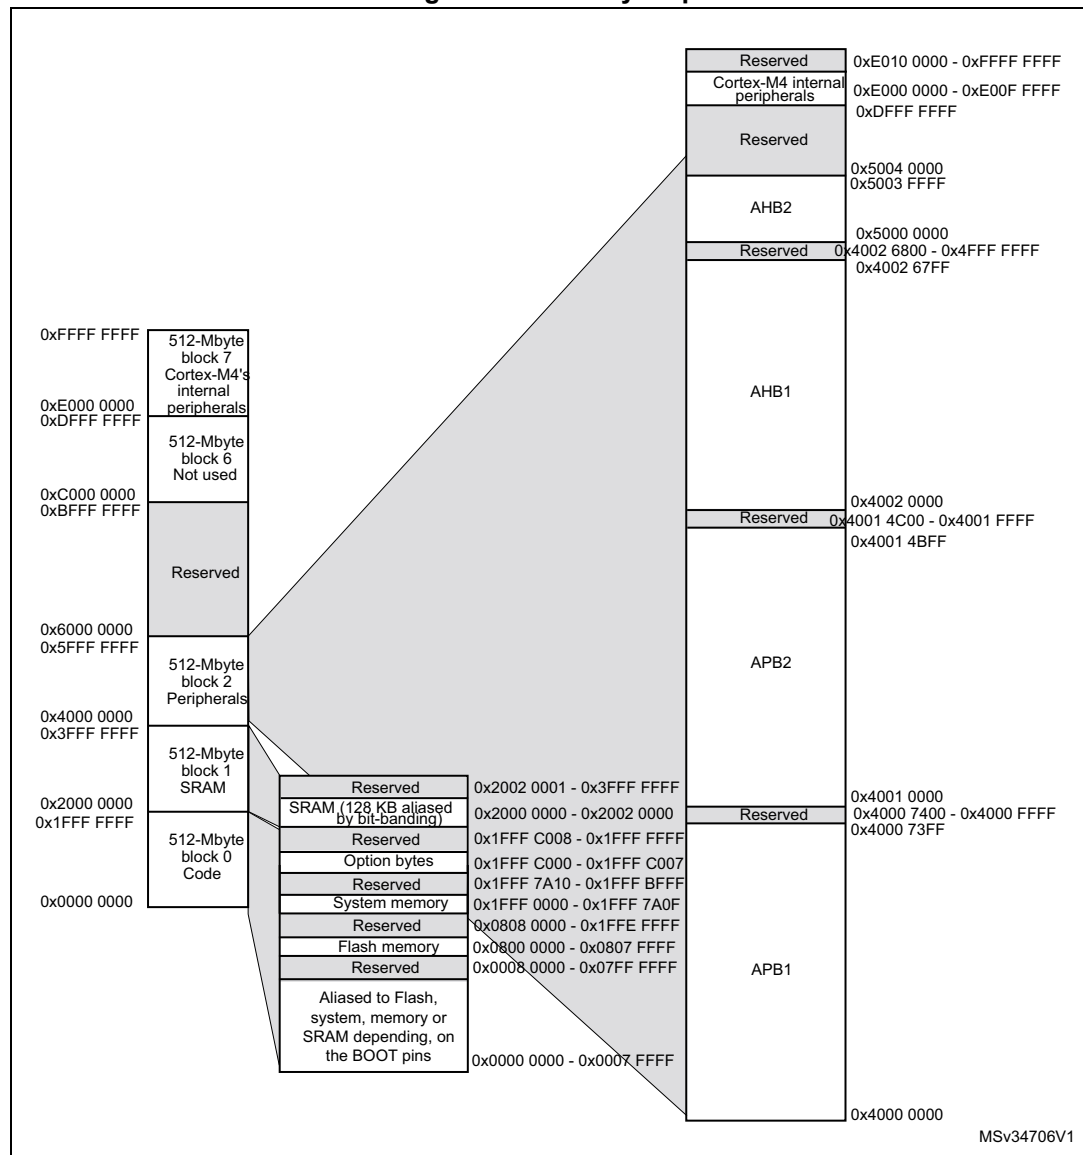 0xFFFF FFFF
512-Mbyte
block 7
Cortex-M4's
internal
peripherals
0xE000 0000
0xDFFF FFFF
512-Mbyte
block 6
Not used
0xC000 0000
0xBFFF FFFF
Reserved
0x6000 0000
0x5FFF FFFF
512-Mbyte
block 2
Peripherals
0x4000 0000
0x3FFF FFFF
512-Mbyte
block 1
SRAM
0x2000 0000
0x1FFF FFFF
512-Mbyte
block 0
Code
0x0000 0000
Reserved 0x2002 0001 - 0x3FFF FFFF
SRAM (128 KB aliased
by bit-banding) 0x2000 0000 - 0x2002 0000
Reserved 0x1FFF C008 - 0x1FFF FFFF
Option bytes 0x1FFF C000 - 0x1FFF C007
Reserved 0x1FFF 7A10 - 0x1FFF BFFF
System memory 0x1FFF 0000 - 0x1FFF 7A0F
Reserved 0x0808 0000 - 0x1FFE FFFF
Flash memory 0x0800 0000 - 0x0807 FFFF
Reserved 0x0008 0000 - 0x07FF FFFF
Aliased to Flash,
system, memory or
SRAM depending, on
the BOOT pins
0x0000 0000 - 0x0007 FFFF
Reserved 0xE010 0000 - 0xFFFF FFFF
Cortex-M4 internal
peripherals 0xE000 0000 - 0xE00F FFFF
0xDFFF FFFF
Reserved
0x5004 0000
0x5003 FFFF
AHB2
0x5000 0000
Reserved 0x4002 6800 - 0x4FFF FFFF
0x4002 67FF
AHB1
0x4002 0000
Reserved 0x4001 4C00 - 0x4001 FFFF
0x4001 4BFF
APB2
0x4001 0000
Reserved 0x4000 7400 - 0x4000 FFFF
0x4000 73FF
APB1
0x4000 0000
MSv34706V1